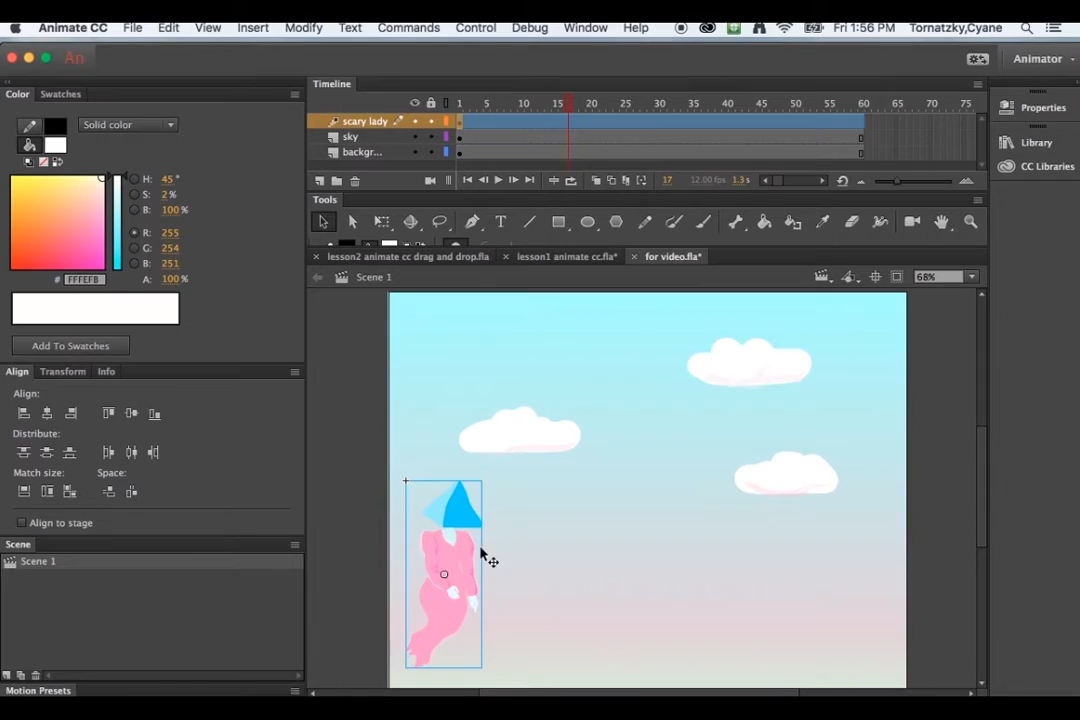 Animate CC File Edit View Insert Modify Text Commands Control Debug Window Help Fri 1:56 PM Tornatzky,Cyane
An Animator
Color Swatches
Solid color
H: 45 °
S: 2 %
B: 100 %
R: 255
G: 254
B: 251
A: 100 %
# FFFEFB
Add To Swatches
Align Transform Info
Align:
Distribute:
Match size: Space:
Align to stage
Scene
Scene 1
Motion Presets
Timeline
1 5 10 15 20 25 30 35 40 45 50 55 60 65 70 75
scary lady
sky
backgr...
17 12.00 fps 1.3 s
Tools
lesson2 animate cc drag and drop.fla lesson1 animate cc.fla* for video.fla*
Scene 1 68%
Properties
Library
CC Libraries